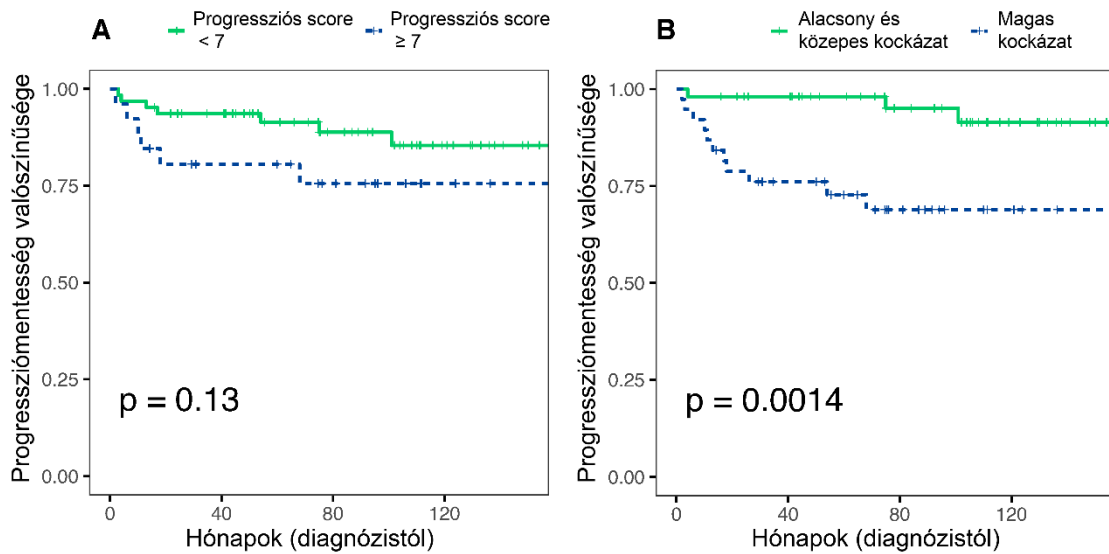 A
Progressziós score
< 7
Progressziós score
≥ 7
Progressziómentesség valószínűsége
1.00
0.75
0.50
0.25
0.00
p = 0.13
0
40
80
120
Hónapok (diagnózistól)
B
Alacsony és
közepes kockázat
Magas
kockázat
Progressziómentesség valószínűsége
1.00
0.75
0.50
0.25
0.00
p = 0.0014
0
40
80
120
Hónapok (diagnózistól)